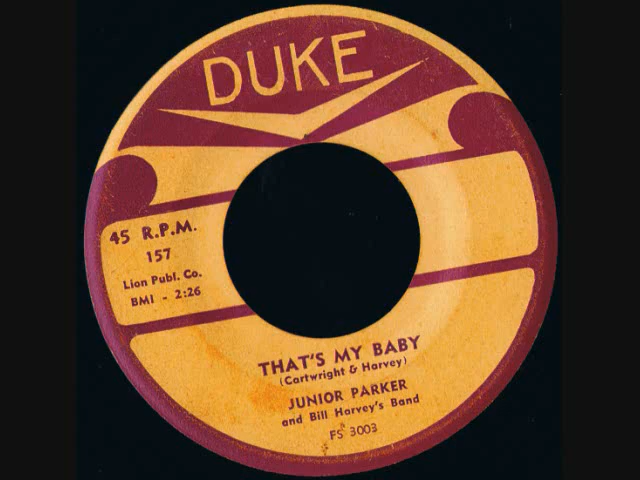 DUKE
45 R.P.M.
157
Lion Publ. Co.
BMI - 2:26
THAT'S MY BABY
(Cartwright & Harvey)
JUNIOR PARKER
and Bill Harvey's Band
FS 3003